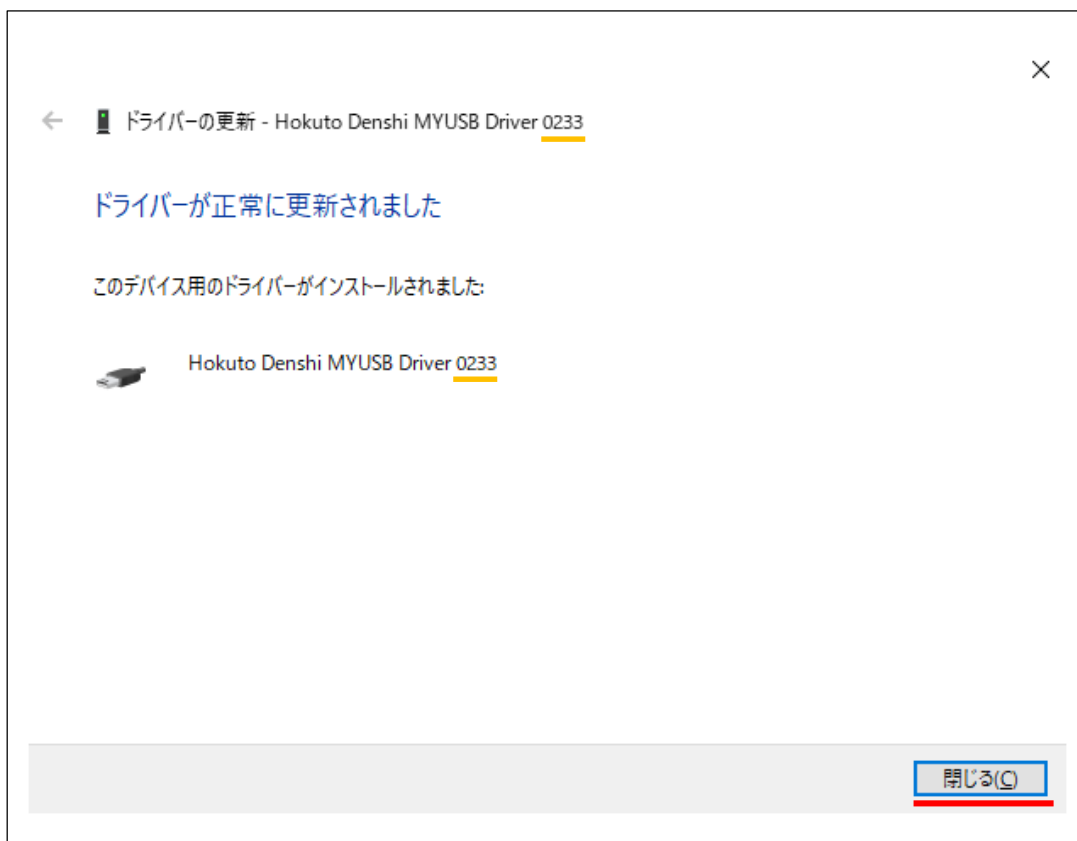 ドライバーの更新 - Hokuto Denshi MYUSB Driver 0233
ドライバーが正常に更新されました
このデバイス用のドライバーがインストールされました:
Hokuto Denshi MYUSB Driver 0233
閉じる(C)